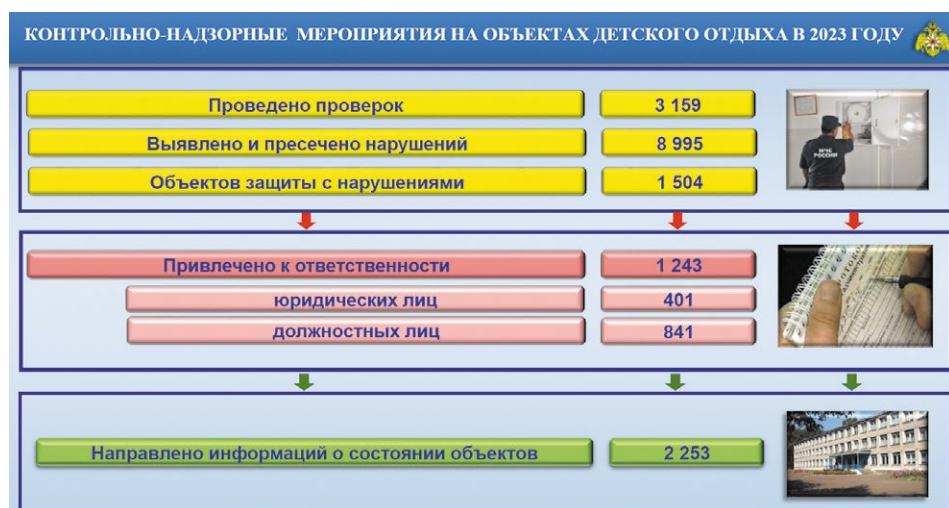 КОНТРОЛЬНО-НАДЗОРНЫЕ МЕРОПРИЯТИЯ НА ОБЪЕКТАХ ДЕТСКОГО ОТДЫХА В 2023 ГОДУ
Проведено проверок 3 159
Выявлено и пресечено нарушений 8 995
Объектов защиты с нарушениями 1 504
МЧС
РОССИИ
Привлечено к ответственности 1 243
юридических лиц 401
должностных лиц 841
Направлено информаций о состоянии объектов 2 253